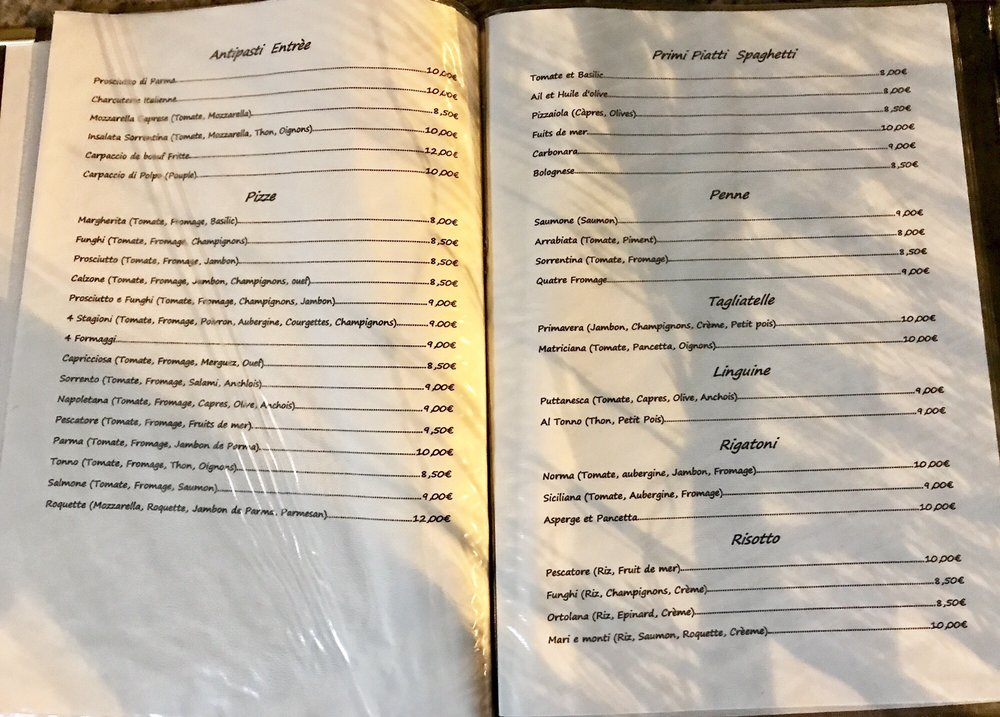 Antipasti Entrèe
Prosciutto di Parma 10,00€
Charcuterie Italienne 10,00€
Mozzarella Caprese (Tomate, Mozzarella) 8,50€
Insalata Sorrentina (Tomate, Mozzarella, Thon, Oignons) 10,00€
Carpaccio de boeuf Fritte 12,00€
Carpaccio di Polpo (Poulple) 10,00€
Pizze
Margherita (Tomate, Fromage, Basilic) 8,00€
Funghi (Tomate, Fromage, Champignons) 8,50€
Prosciutto (Tomate, Fromage, Jambon) 8,50€
Calzone (Tomate, Fromage, Jambon, Champignons, ouef) 8,50€
Prosciutto e Funghi (Tomate, Fromage, Champignons, Jambon) 9,00€
4 Stagioni (Tomate, Fromage, Poivron, Aubergine, Courgettes, Champignons) 9.00€
4 Formaggi 9,00€
Capricciosa (Tomate, Fromage, Merguez, Ouef) 8,50€
Sorrento (Tomate, Fromage, Salami, Anchiois) 9,00€
Napoletana (Tomate, Fromage, Capres, Olive, Anchois) 9,00€
Pescatore (Tomate, Fromage, Fruits de mer) 9,50€
Parma (Tomate, Fromage, Jambon de Parma) 10,00€
Tonno (Tomate, Fromage, Thon, Oignons) 8,50€
Salmone (Tomate, Fromage, Saumon) 9,00€
Roquette (Mozzarella, Roquette, Jambon de Parma. Parmesan) 12,00€
Primi Piatti Spaghetti
Tomate et Basilic 8,00€
Ail et Huile d'olive 8,00€
Pizzaiola (Càpres, Olives) 8,50€
Fuits de mer 10,00€
Carbonara 9,00€
Bolognese 8,50€
Penne
Saumone (Saumon) 9,00€
Arrabiata (Tomate, Piment) 8,00€
Sorrentina (Tomate, Fromage) 8,50€
Quatre Fromage 9,00€
Tagliatelle
Primavera (Jambon, Champignons, Crème, Petit pois) 10,00€
Matriciana (Tomate, Pancetta, Oignons) 10,00€
Linguine
Puttanesca (Tomate, Capres, Olive, Anchois) 9,00€
Al Tonno (Thon, Petit Pois) 9,00€
Rigatoni
Norma (Tomate, aubergine, Jambon, Fromage) 10,00€
Siciliana (Tomate, Aubergine, Fromage) 9,00€
Asperge et Pancetta 10,00€
Risotto
Pescatore (Riz, Fruit de mer) 10,00€
Funghi (Riz, Champignons, Crème) 8,50€
Ortolana (Riz, Epinard, Crème) 8,50€
Mari e monti (Riz, Saumon, Roquette, Crèeme) 10,00€